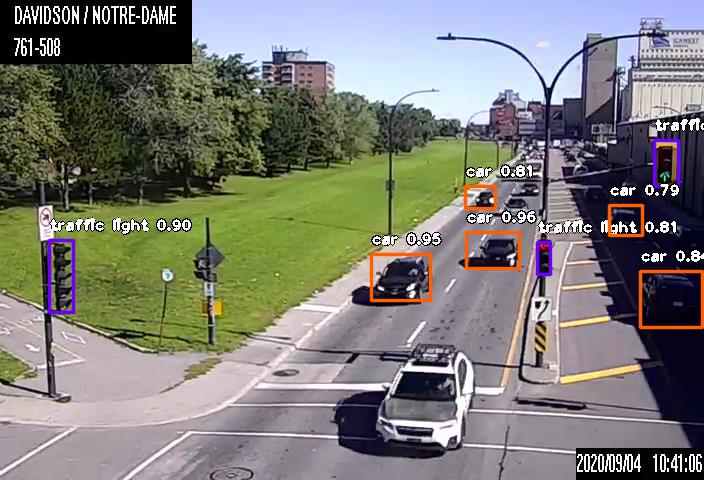 DAVIDSON / NOTRE-DAME
761-508
traffic
car 0.81
car 0.79
traffic light 0.90
car 0.96
traffic light 0.81
car 0.95
car 0.84
2020/09/04 10:41:06